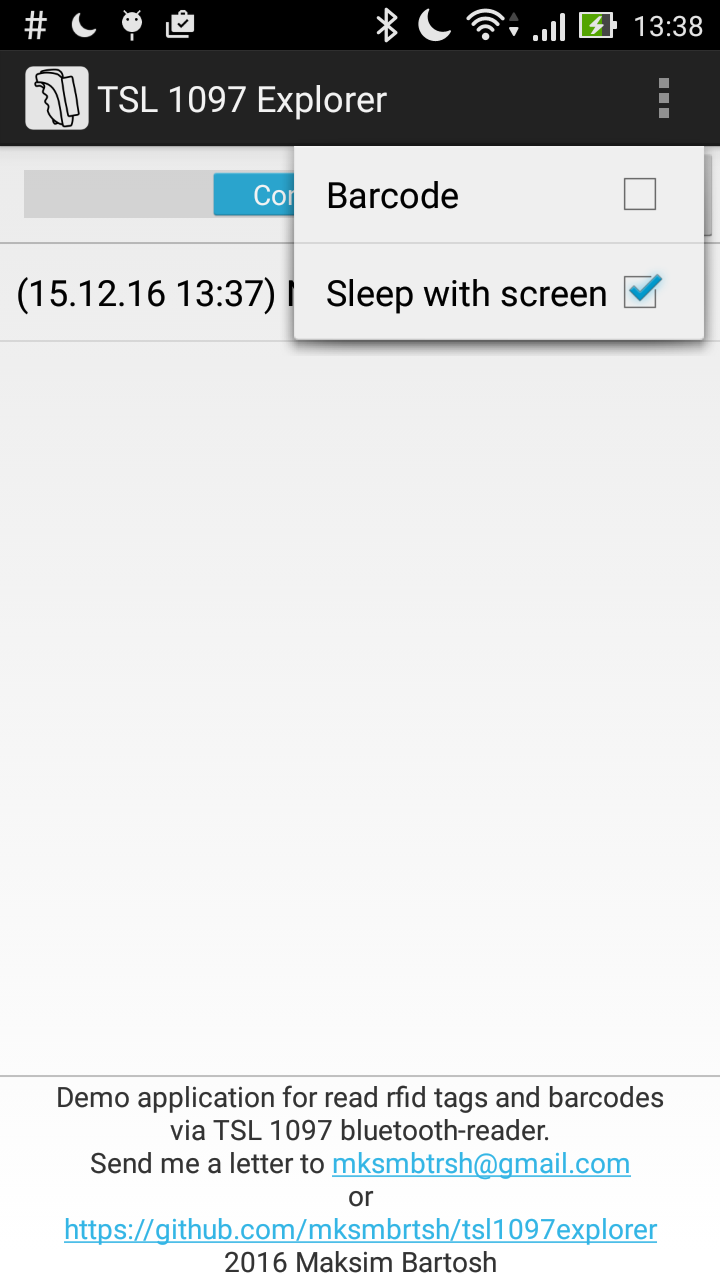 13:38
TSL 1097 Explorer
Barcode
(15.12.16 13:37)
Sleep with screen
Demo application for read rfid tags and barcodes
via TSL 1097 bluetooth-reader.
Send me a letter to mksmbtrsh@gmail.com
or
https://github.com/mksmbrtsh/tsl1097explorer
2016 Maksim Bartosh